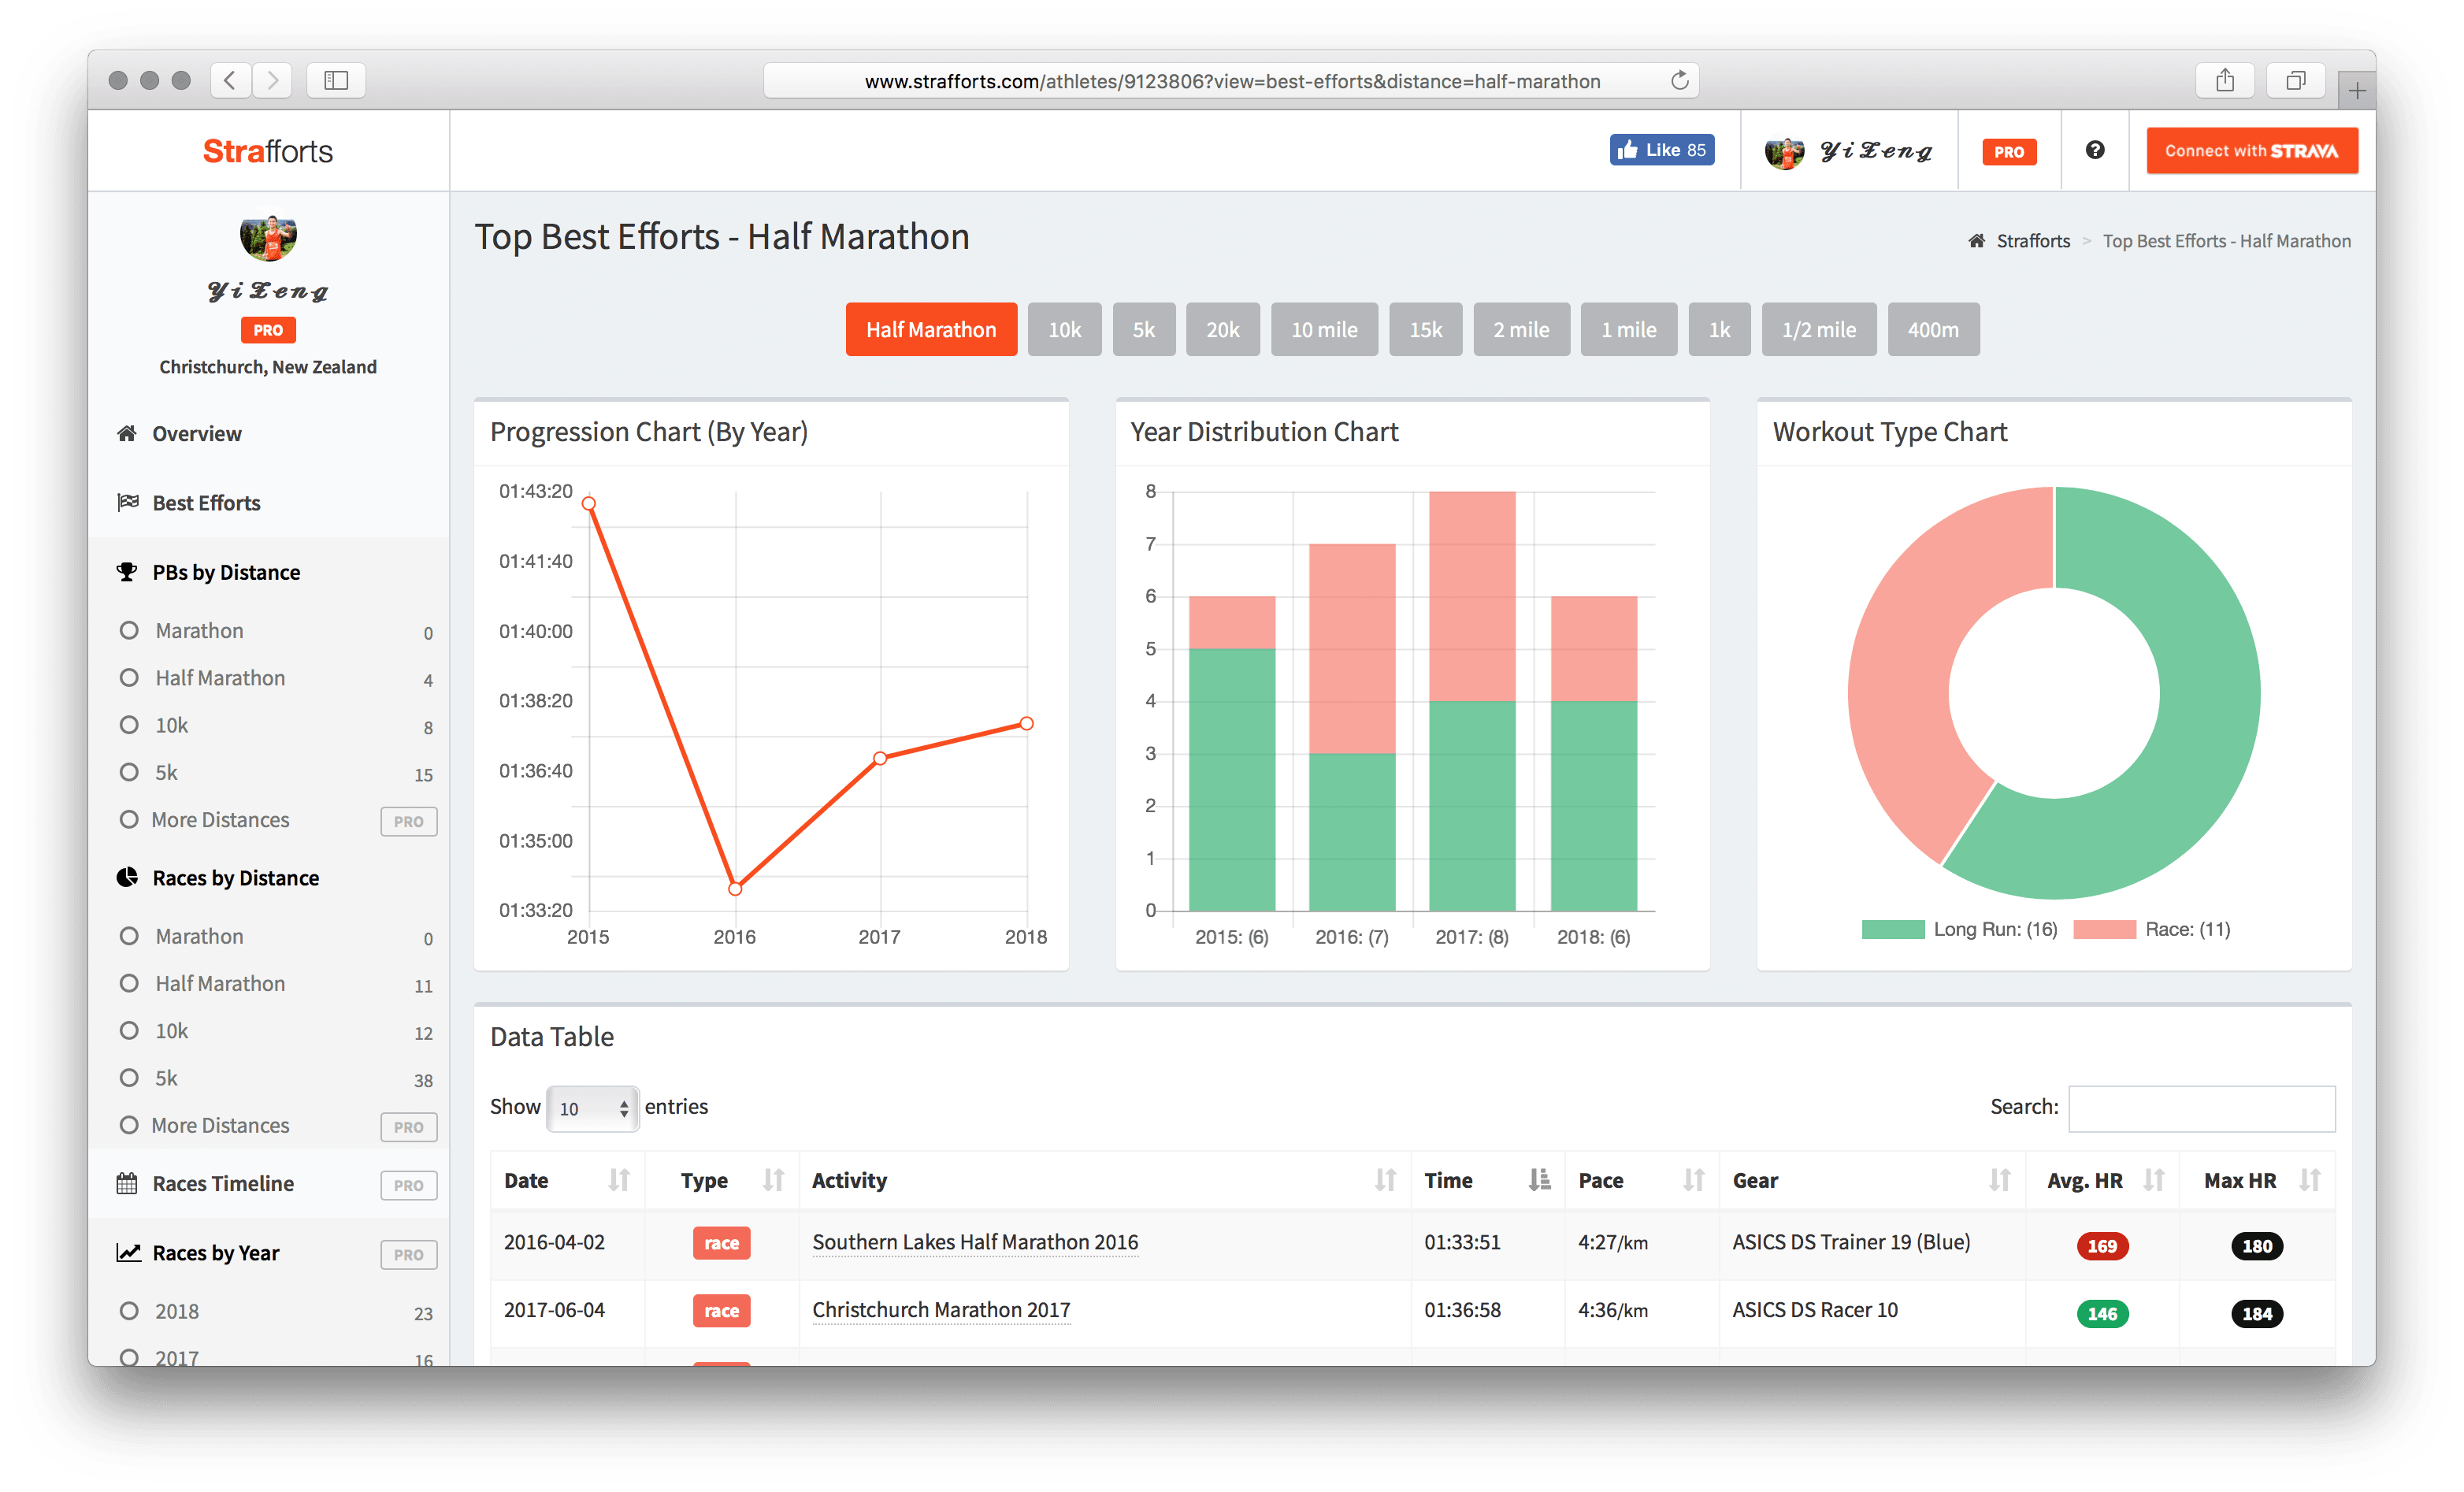 www.strafforts.com/athletes/9123806?view=best-efforts&distance=half-marathon
Strafforts
Like 85
𝒴𝒾 𝒵ℯ𝓃ℊ
PRO
Connect with STRAVA
𝒴𝒾 𝒵ℯ𝓃ℊ
PRO
Christchurch, New Zealand
Overview
Best Efforts
PBs by Distance
Marathon 0
Half Marathon 4
10k 8
5k 15
More Distances PRO
Races by Distance
Marathon 0
Half Marathon 11
10k 12
5k 38
More Distances PRO
Races Timeline PRO
Races by Year PRO
2018 23
2017 16
Top Best Efforts - Half Marathon
Strafforts > Top Best Efforts - Half Marathon
Half Marathon 10k 5k 20k 10 mile 15k 2 mile 1 mile 1k 1/2 mile 400m
Progression Chart (By Year)
01:43:20
01:41:40
01:40:00
01:38:20
01:36:40
01:35:00
01:33:20
2015 2016 2017 2018
Year Distribution Chart
8
7
6
5
4
3
2
1
0
2015: (6) 2016: (7) 2017: (8) 2018: (6)
Workout Type Chart
Long Run: (16) Race: (11)
Data Table
Show 10 entries
Search:
Date Type Activity Time Pace Gear Avg. HR Max HR
2016-04-02 race Southern Lakes Half Marathon 2016 01:33:51 4:27/km ASICS DS Trainer 19 (Blue) 169 180
2017-06-04 race Christchurch Marathon 2017 01:36:58 4:36/km ASICS DS Racer 10 146 184